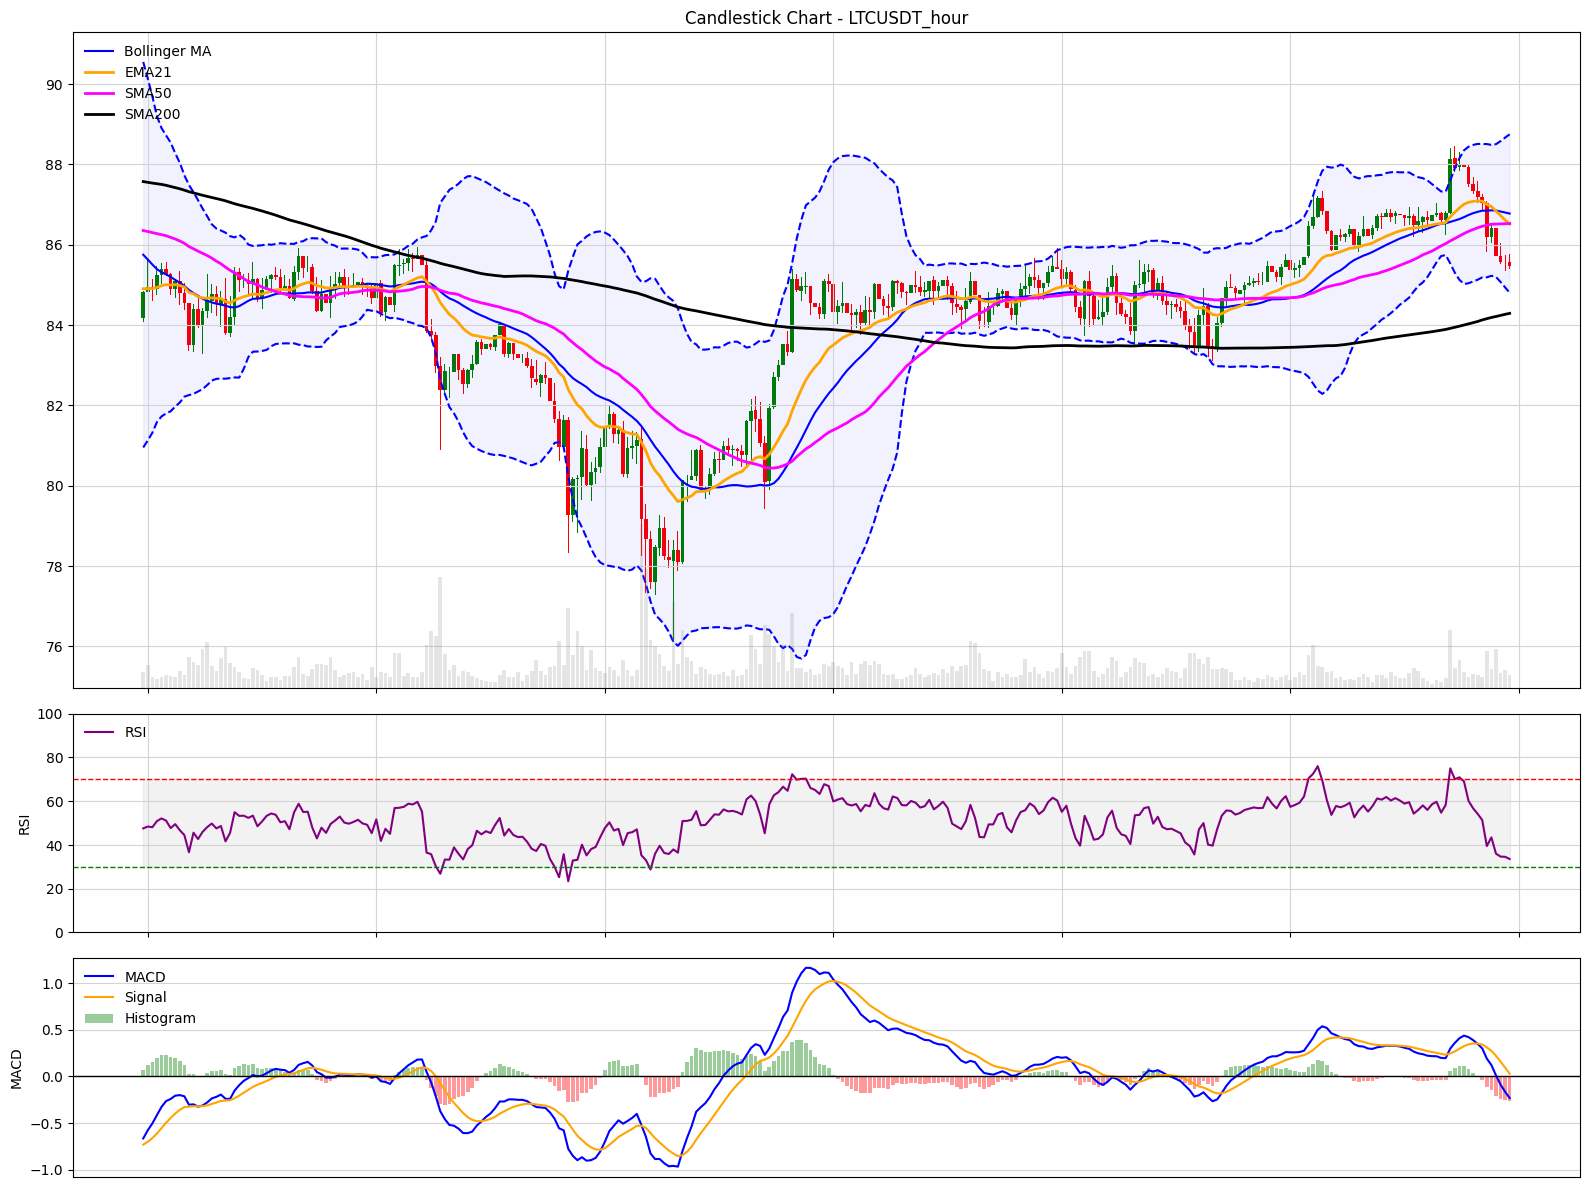 Candlestick Chart - LTCUSDT_hour
Bollinger MA
EMA21
SMA50
SMA200
90
88
86
84
82
80
78
76
RSI
100
80
60
40
20
0
RSI
MACD
Signal
Histogram
1.0
0.5
0.0
−0.5
−1.0
MACD